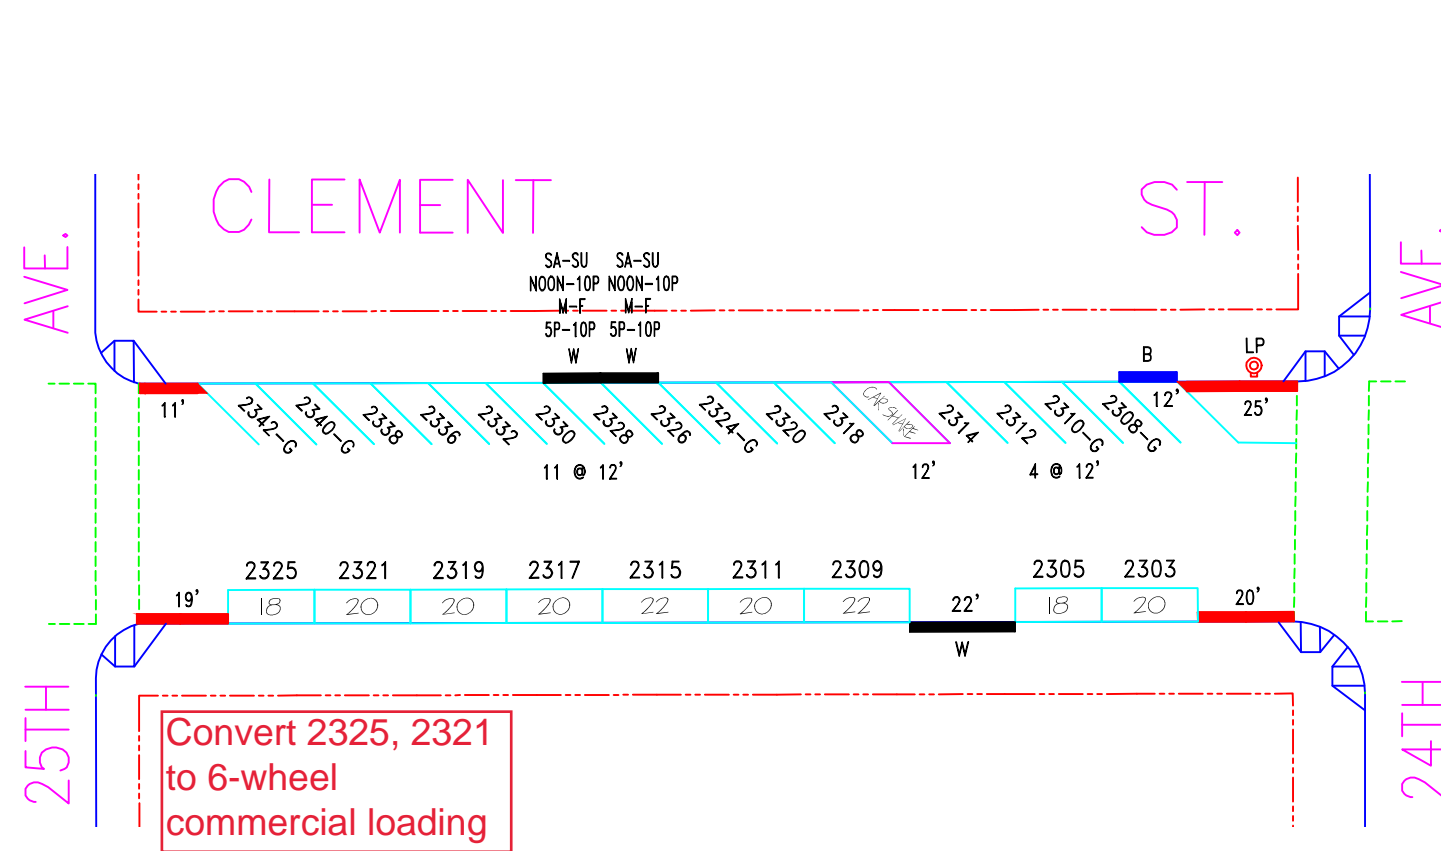 CLEMENT ST.
AVE.
AVE.
SA-SU SA-SU
NOON-10P NOON-10P
M-F M-F
5P-10P 5P-10P
W W
B
LP
11'
12'
25'
2342-G 2340-G 2338 2336 2332 2330 2328 2326 2324-G 2320 2318 CAR SHARE 2314 2312 2310-G 2308-G
11 @ 12' 12' 4 @ 12'
2325 2321 2319 2317 2315 2311 2309 2305 2303
19' 18 20 20 20 22 20 22 22' 18 20 20'
W
25TH
24TH
Convert 2325, 2321
to 6-wheel
commercial loading